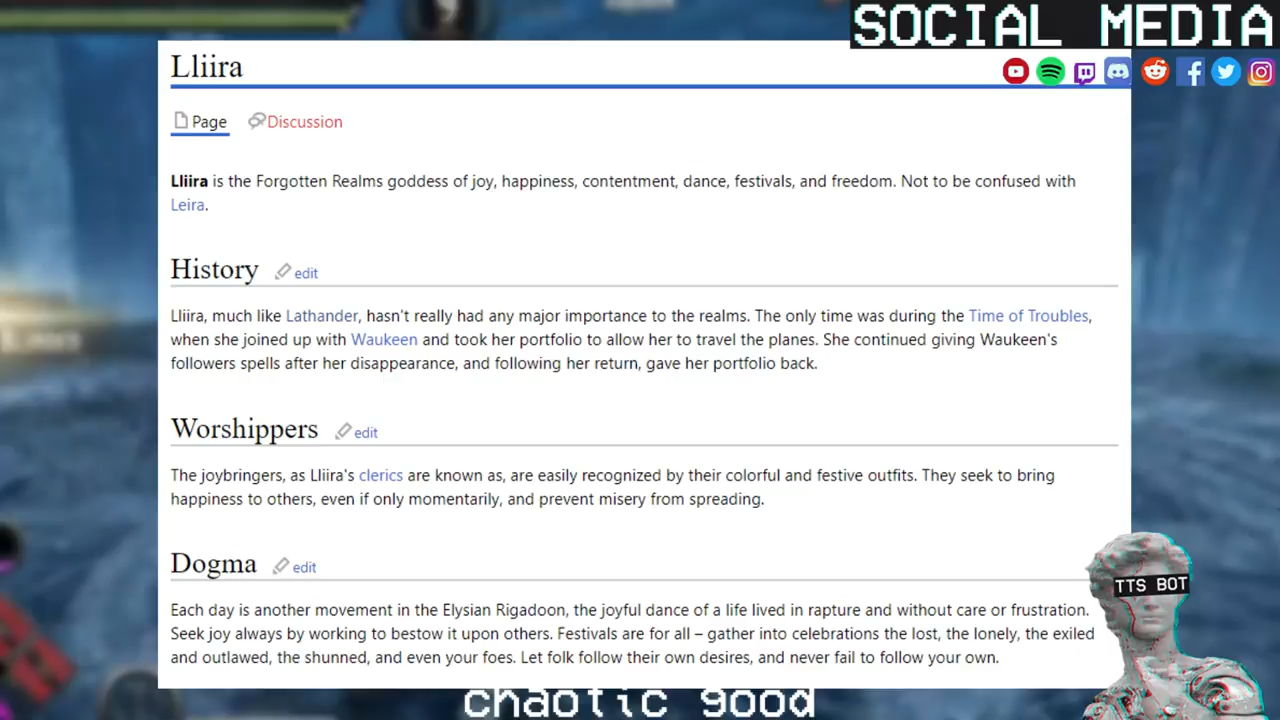 SOCIAL MEDIA
Lliira
Page Discussion
Lliira is the Forgotten Realms goddess of joy, happiness, contentment, dance, festivals, and freedom. Not to be confused with
Leira.
History edit
Lliira, much like Lathander, hasn't really had any major importance to the realms. The only time was during the Time of Troubles,
when she joined up with Waukeen and took her portfolio to allow her to travel the planes. She continued giving Waukeen's
followers spells after her disappearance, and following her return, gave her portfolio back.
Worshippers edit
The joybringers, as Lliira's clerics are known as, are easily recognized by their colorful and festive outfits. They seek to bring
happiness to others, even if only momentarily, and prevent misery from spreading.
Dogma edit
Each day is another movement in the Elysian Rigadoon, the joyful dance of a life lived in rapture and without care or frustration.
Seek joy always by working to bestow it upon others. Festivals are for all – gather into celebrations the lost, the lonely, the exiled
and outlawed, the shunned, and even your foes. Let folk follow their own desires, and never fail to follow your own.
TTS BOT
chaotic good